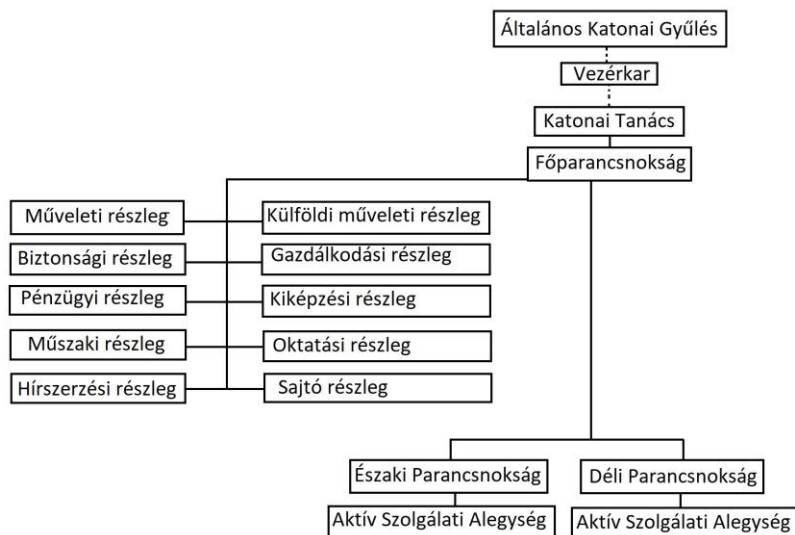 Általános Katonai Gyűlés
Vezérkar
Katonai Tanács
Főparancsnokság
Műveleti részleg
Külföldi műveleti részleg
Biztonsági részleg
Gazdálkodási részleg
Pénzügyi részleg
Kiképzési részleg
Műszaki részleg
Oktatási részleg
Hírszerzési részleg
Sajtó részleg
Északi Parancsnokság
Déli Parancsnokság
Aktív Szolgálati Alegység
Aktív Szolgálati Alegység